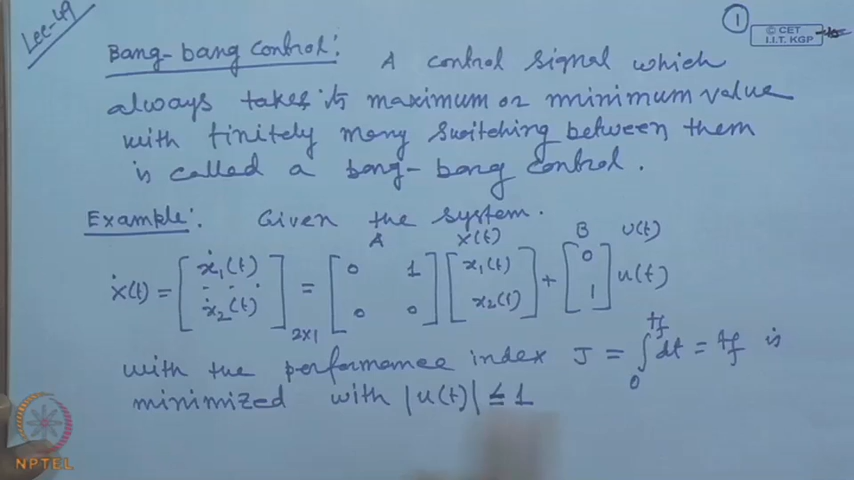 Lec-49
1
© CET
I.I.T. KGP
Bang-bang control: A control signal which
always takes its maximum or minimum value
with finitely many switching between them
is called a bang-bang control.
Example: Given the system.
A X(t) B U(t)
Ẋ(t) = [ẋ₁(t) ẋ₂(t)]₂ₓ₁ = [0 1 0 0] [x₁(t) x₂(t)] + [0 1] u(t)
with the performance index J = ∫₀^tf dt = tf is
minimized with |u(t)| ≤ 1
NPTEL